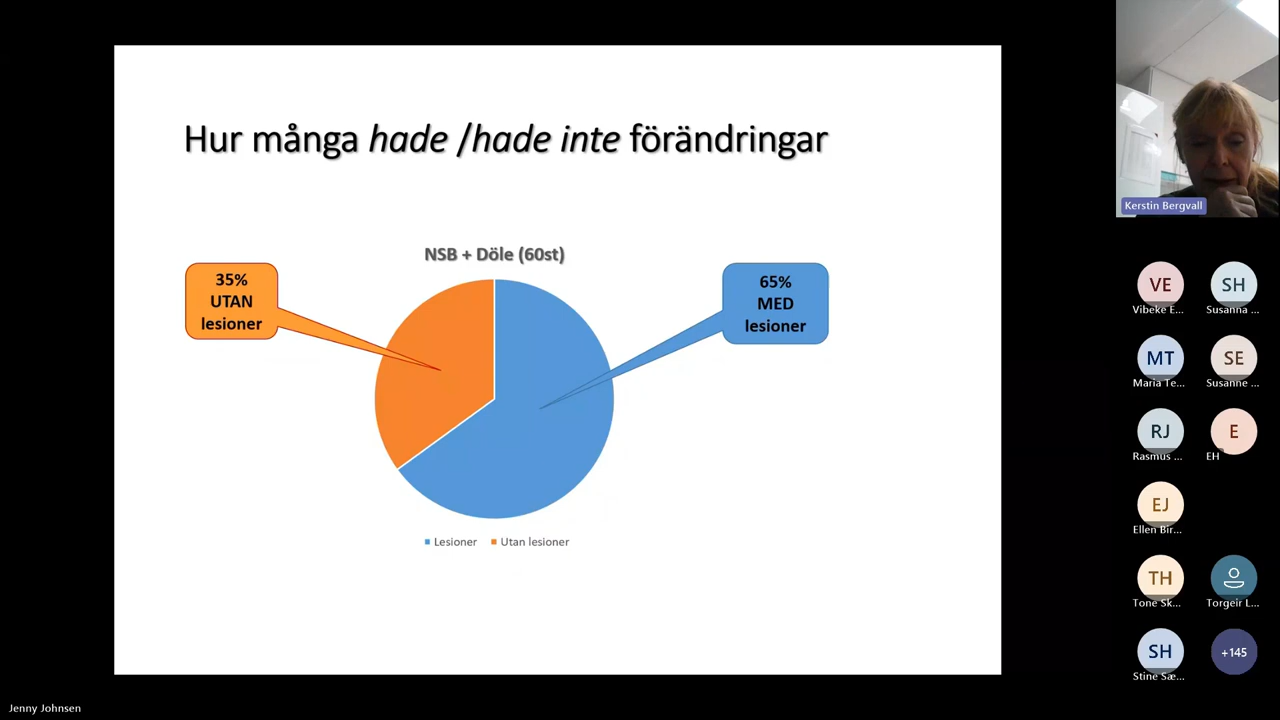 Hur många hade /hade inte förändringar
NSB + Döle (60st)
35%
UTAN
lesioner
65%
MED
lesioner
Lesioner
Utan lesioner
Kerstin Bergvall
VE
Vibeke E...
SH
Susanna ...
MT
Maria Te...
SE
Susanne ...
RJ
Rasmus ...
E
EH
EJ
Ellen Bir...
TH
Tone Sk...
Torgeir L...
SH
Stine Sæ...
+145
Jenny Johnsen